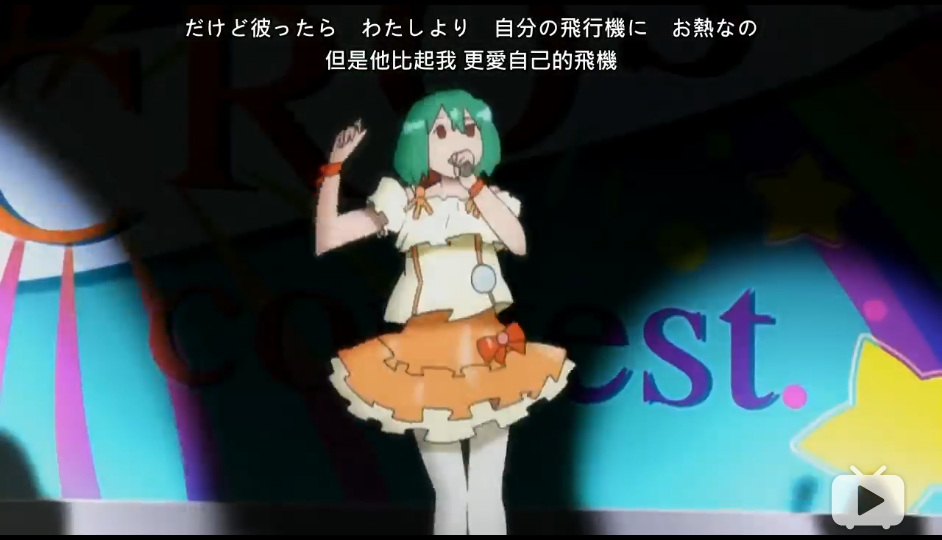 だけど彼ったら　わたしより　自分の飛行機に　お熱なの
但是他比起我 更愛自己的飛機
CROS
contest.